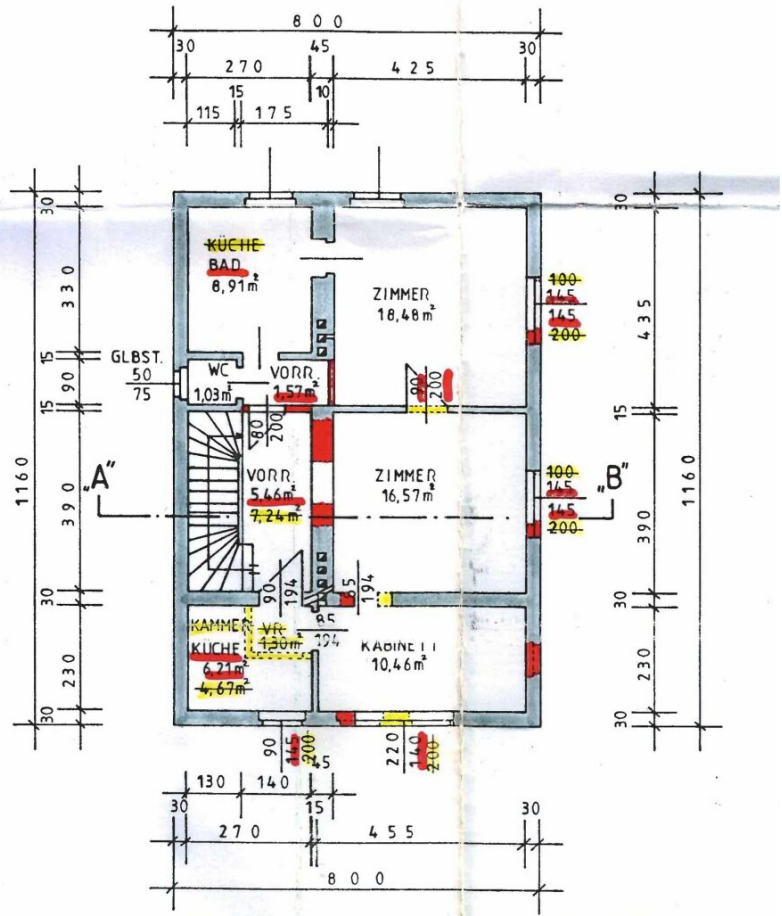 800
30 45 30
270 425
15 10
115 175
30
330
15
90
15
390
30
230
30
1160
KÜCHE
BAD
8,91m²
ZIMMER
18,48m²
100
145
145
200
30
435
15
390
30
230
30
1160
GLBST.
50
75
WC
1,03m²
VORR.
1,57m²
90
200
80
200
"A"
VORR.
5,46m²
7,24m²
ZIMMER
16,57m²
100
145
145
200
"B"
90
194
85
194
85
194
KAMMER
VR
1,30m²
KÜCHE
6,21m²
4,67m²
KABINETT
10,46m²
90
145
200
220
140
200
45
130 140
30 15 30
270 455
800